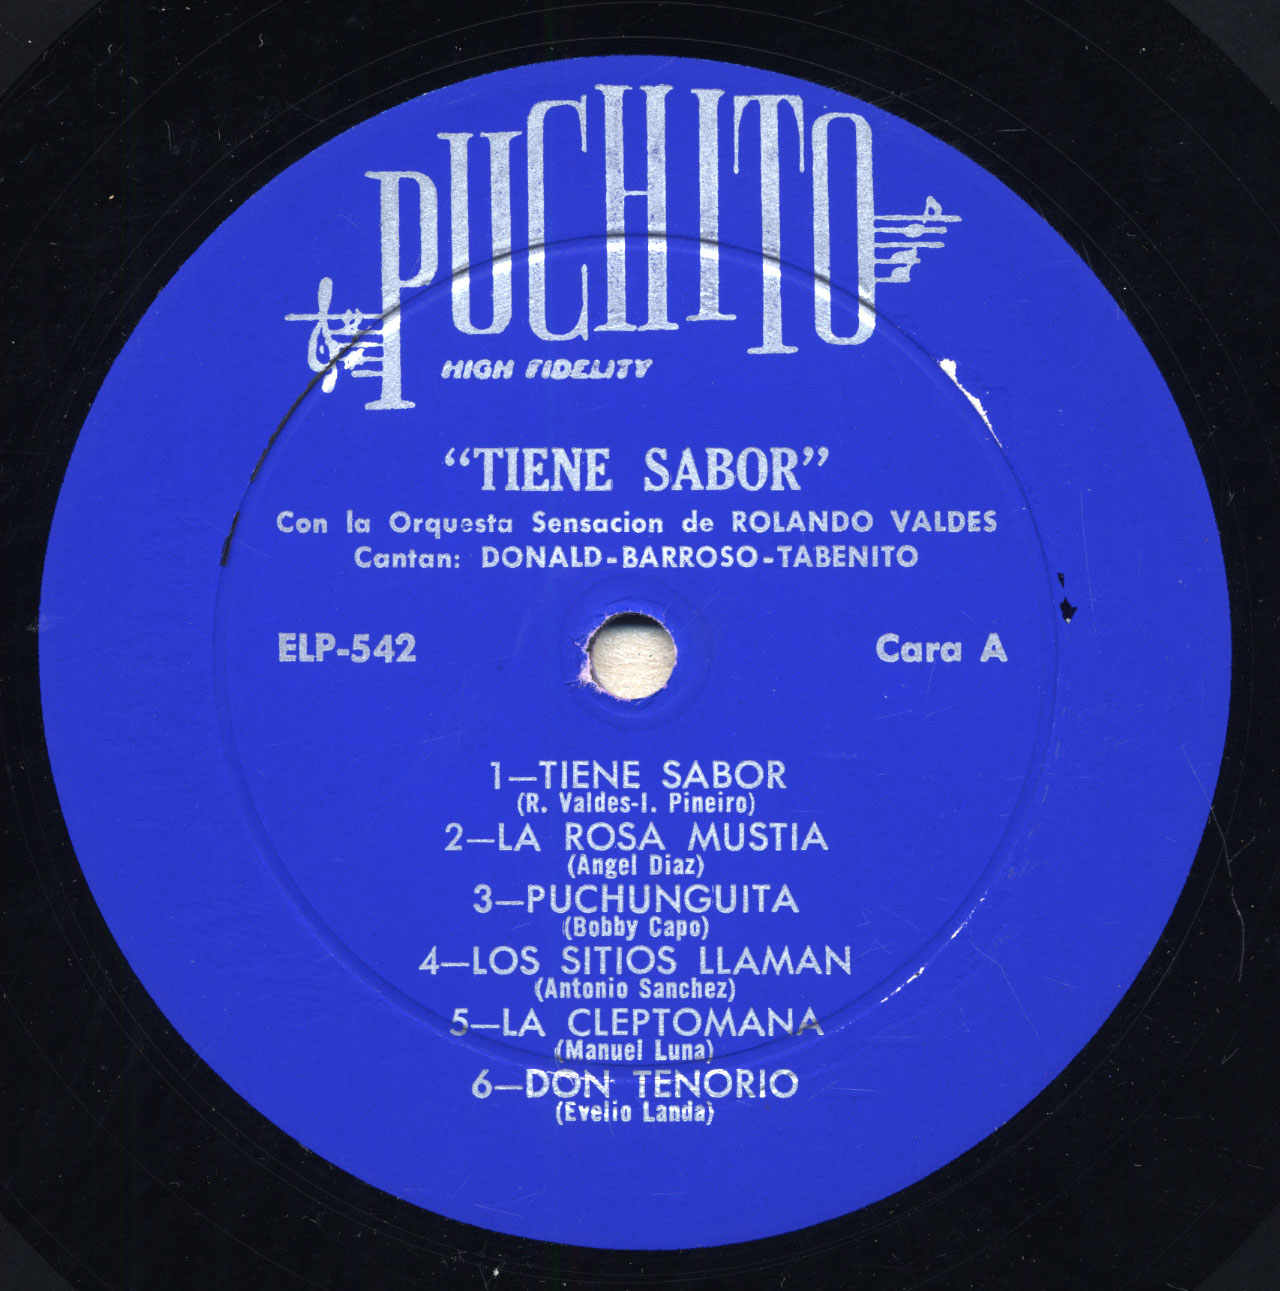 PUCHITO
HIGH FIDELITY
“TIENE SABOR”
Con la Orquesta Sensacion de ROLANDO VALDES
Cantan: DONALD-BARROSO-TABENITO
ELP-542 Cara A
1—TIENE SABOR
(R. Valdes-I. Pineiro)
2—LA ROSA MUSTIA
(Angel Diaz)
3—PUCHUNGUITA
(Bobby Capo)
4—LOS SITIOS LLAMAN
(Antonio Sanchez)
5—LA CLEPTOMANA
(Manuel Luna)
6—DON TENORIO
(Evelio Landa)